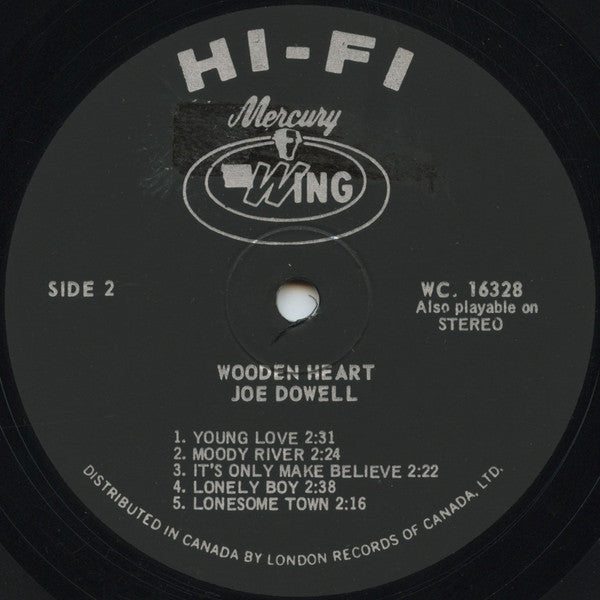 HI-FI
Mercury
WING
SIDE 2
WC. 16328
Also playable on
STEREO
WOODEN HEART
JOE DOWELL
1. YOUNG LOVE 2:31
2. MOODY RIVER 2:24
3. IT'S ONLY MAKE BELIEVE 2:22
4. LONELY BOY 2:38
5. LONESOME TOWN 2:16
DISTRIBUTED IN CANADA BY LONDON RECORDS OF CANADA, LTD.